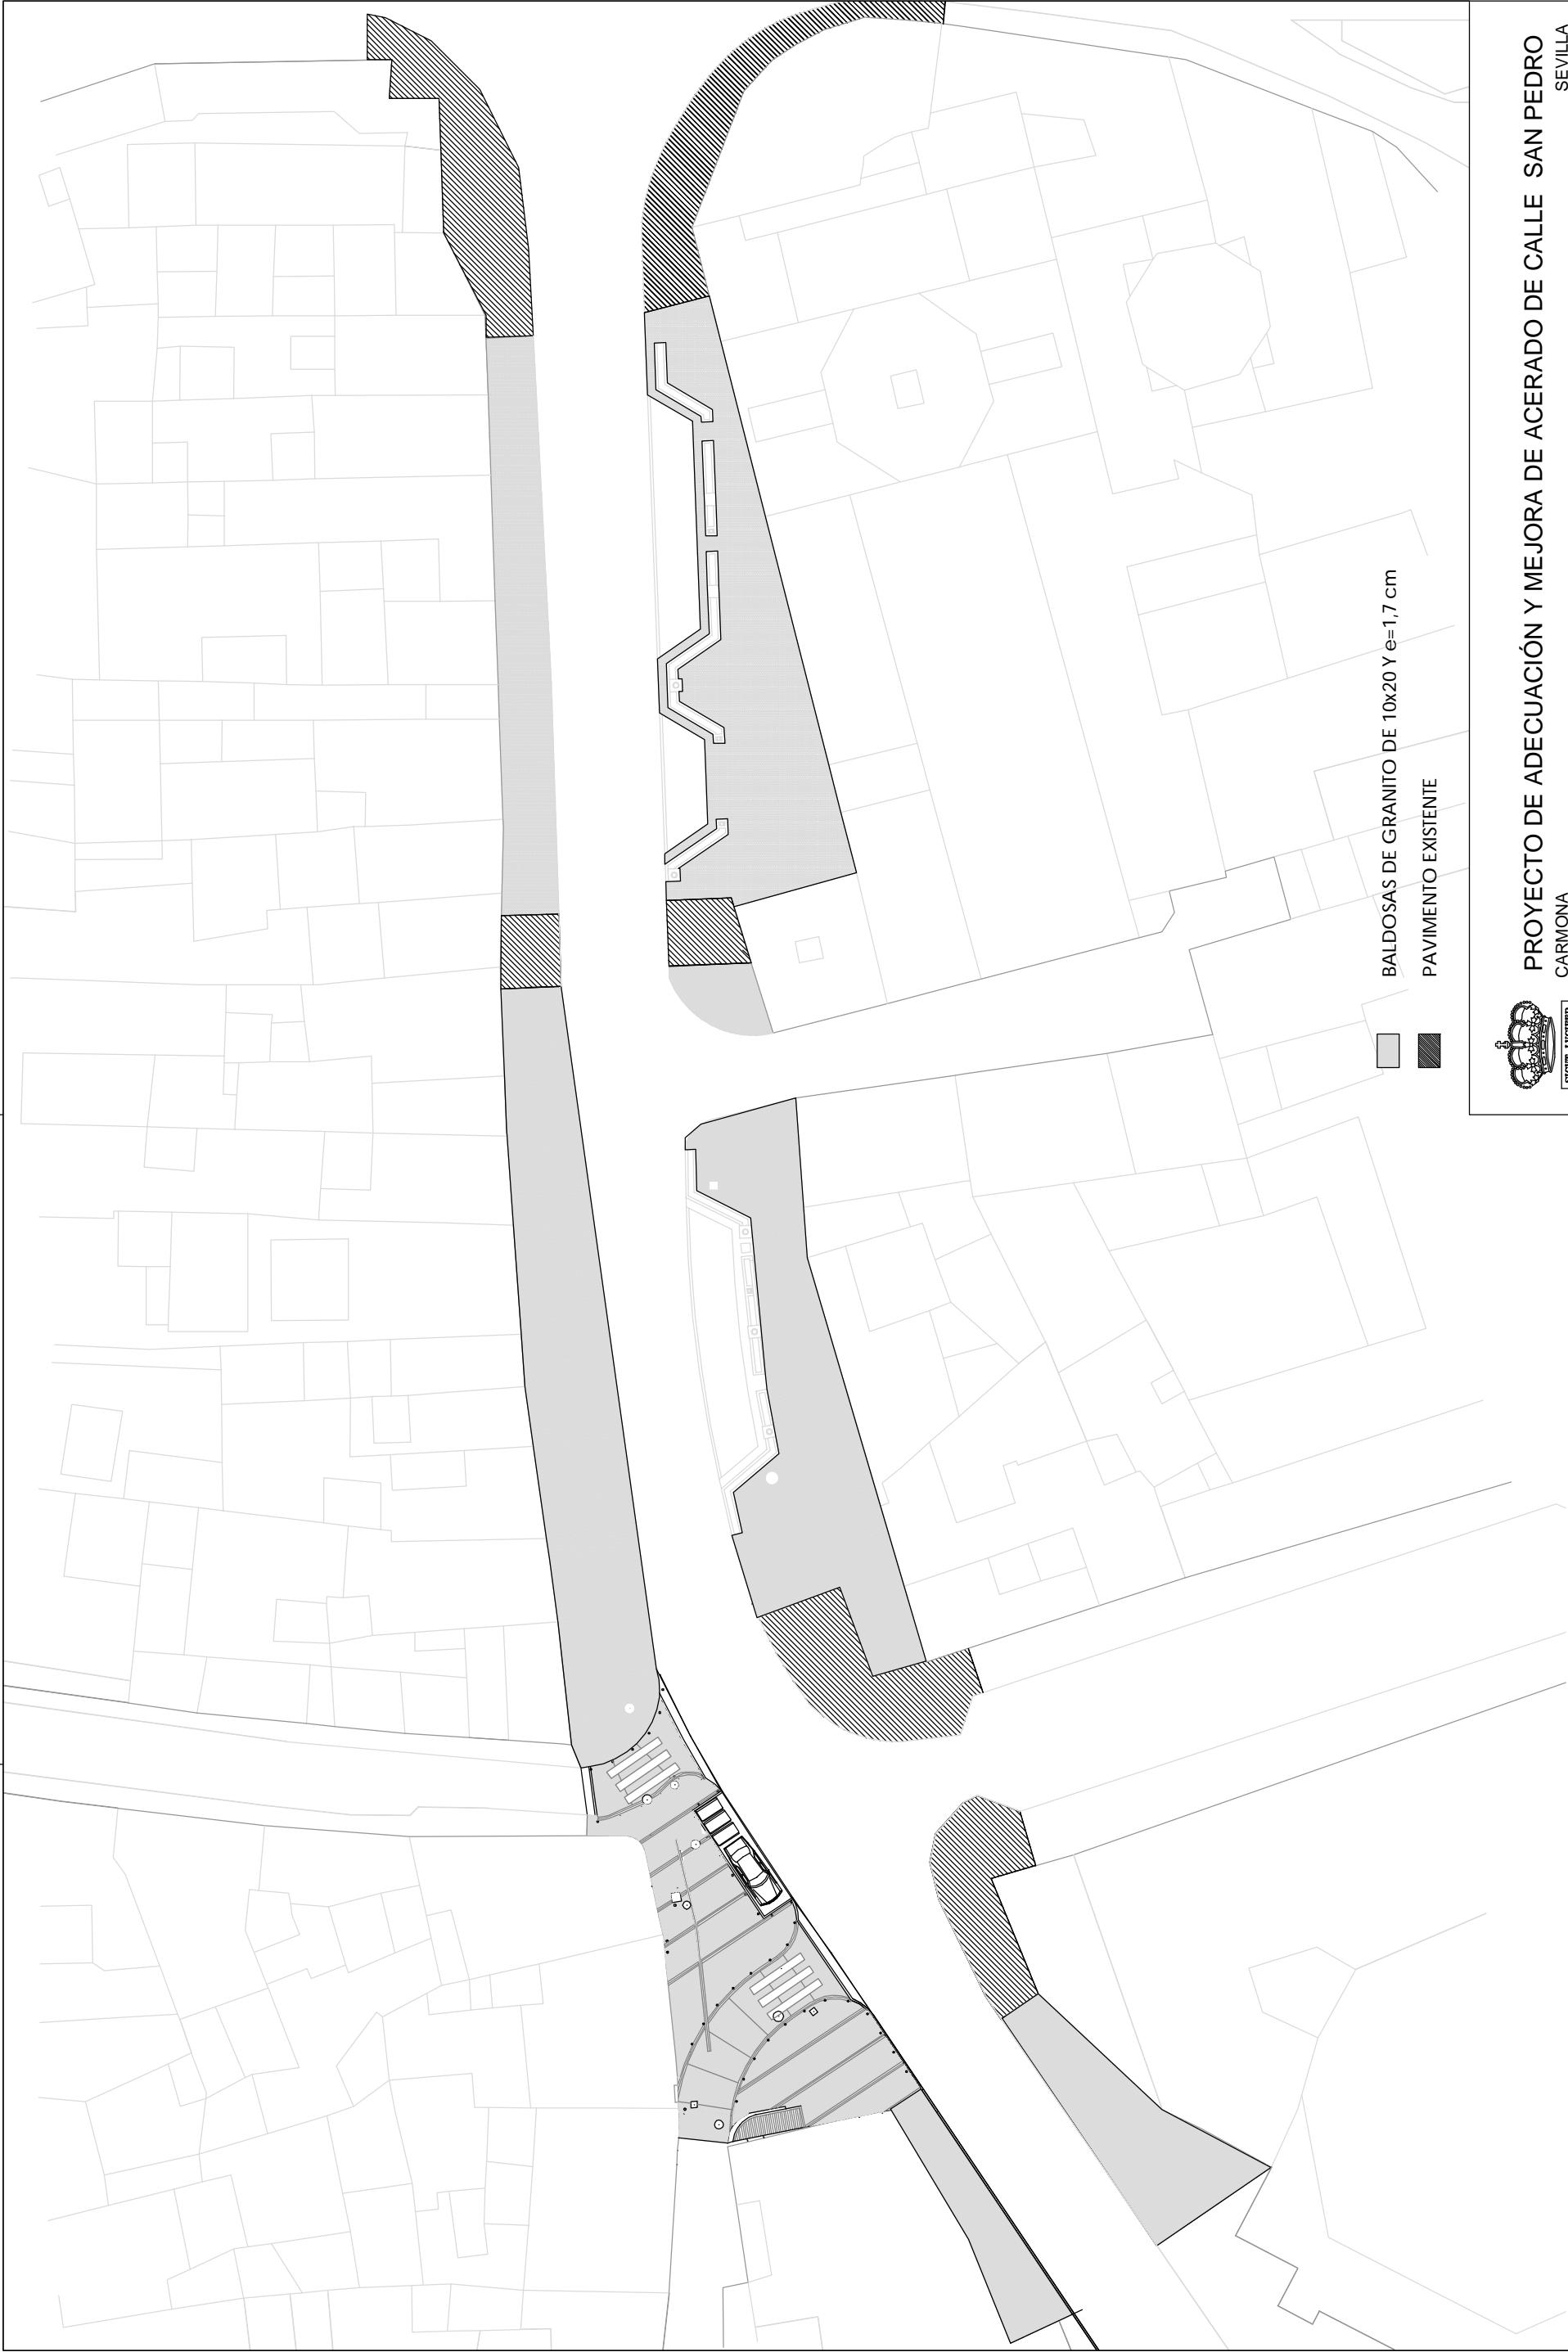 BALDOSAS DE GRANITO DE 10x20 Y e=1,7 cm
PAVIMENTO EXISTENTE
PROYECTO DE ADECUACIÓN Y MEJORA DE ACERADO DE CALLE SAN PEDRO
CARMONA SEVILLA